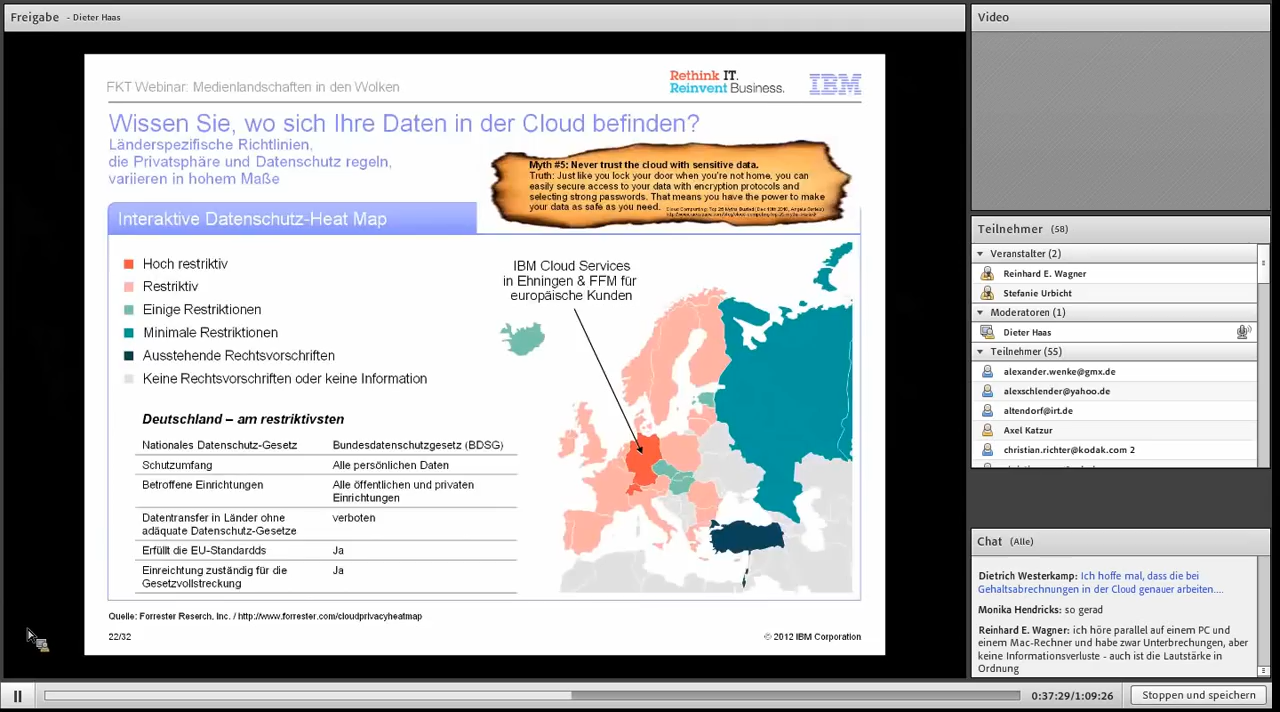 Freigabe - Dieter Haas
FKT Webinar: Medienlandschaften in den Wolken
Rethink IT.
Reinvent Business.
IBM
Wissen Sie, wo sich Ihre Daten in der Cloud befinden?
Länderspezifische Richtlinien,
die Privatsphäre und Datenschutz regeln,
variieren in hohem Maße
Myth #5: Never trust the cloud with sensitive data.
Truth: Just like you lock your door when you're not home, you can
easily secure access to your data with encryption protocols and
selecting strong passwords. That means you have the power to make
your data as safe as you need.
Interaktive Datenschutz-Heat Map
Hoch restriktiv
Restriktiv
Einige Restriktionen
Minimale Restriktionen
Ausstehende Rechtsvorschriften
Keine Rechtsvorschriften oder keine Information
IBM Cloud Services
in Ehningen & FFM für
europäische Kunden
Deutschland – am restriktivsten
Nationales Datenschutz-Gesetz Bundesdatenschutzgesetz (BDSG)
Schutzumfang Alle persönlichen Daten
Betroffene Einrichtungen Alle öffentlichen und privaten
Einrichtungen
Datentransfer in Länder ohne verboten
adäquate Datenschutz-Gesetze
Erfüllt die EU-Standardds Ja
Einrichtung zuständig für die Ja
Gesetzvollstreckung
Quelle: Forrester Reserch, Inc. / http://www.forrester.com/cloudprivacyheatmap
22/32
© 2012 IBM Corporation
Video
Teilnehmer (58)
Veranstalter (2)
Reinhard E. Wagner
Stefanie Urbicht
Moderatoren (1)
Dieter Haas
Teilnehmer (55)
alexander.wenke@gmx.de
alexschlender@yahoo.de
altendorf@irt.de
Axel Katzur
christian.richter@kodak.com 2
Chat (Alle)
Dietrich Westerkamp: Ich hoffe mal, dass die bei
Gehaltsabrechnungen in der Cloud genauer arbeiten....
Monika Hendricks: so gerad
Reinhard E. Wagner: ich höre parallel auf einem PC und
einem Mac-Rechner und habe zwar Unterbrechungen, aber
keine Informationsverluste - auch ist die Lautstärke in
Ordnung
0:37:29/1:09:26
Stoppen und speichern